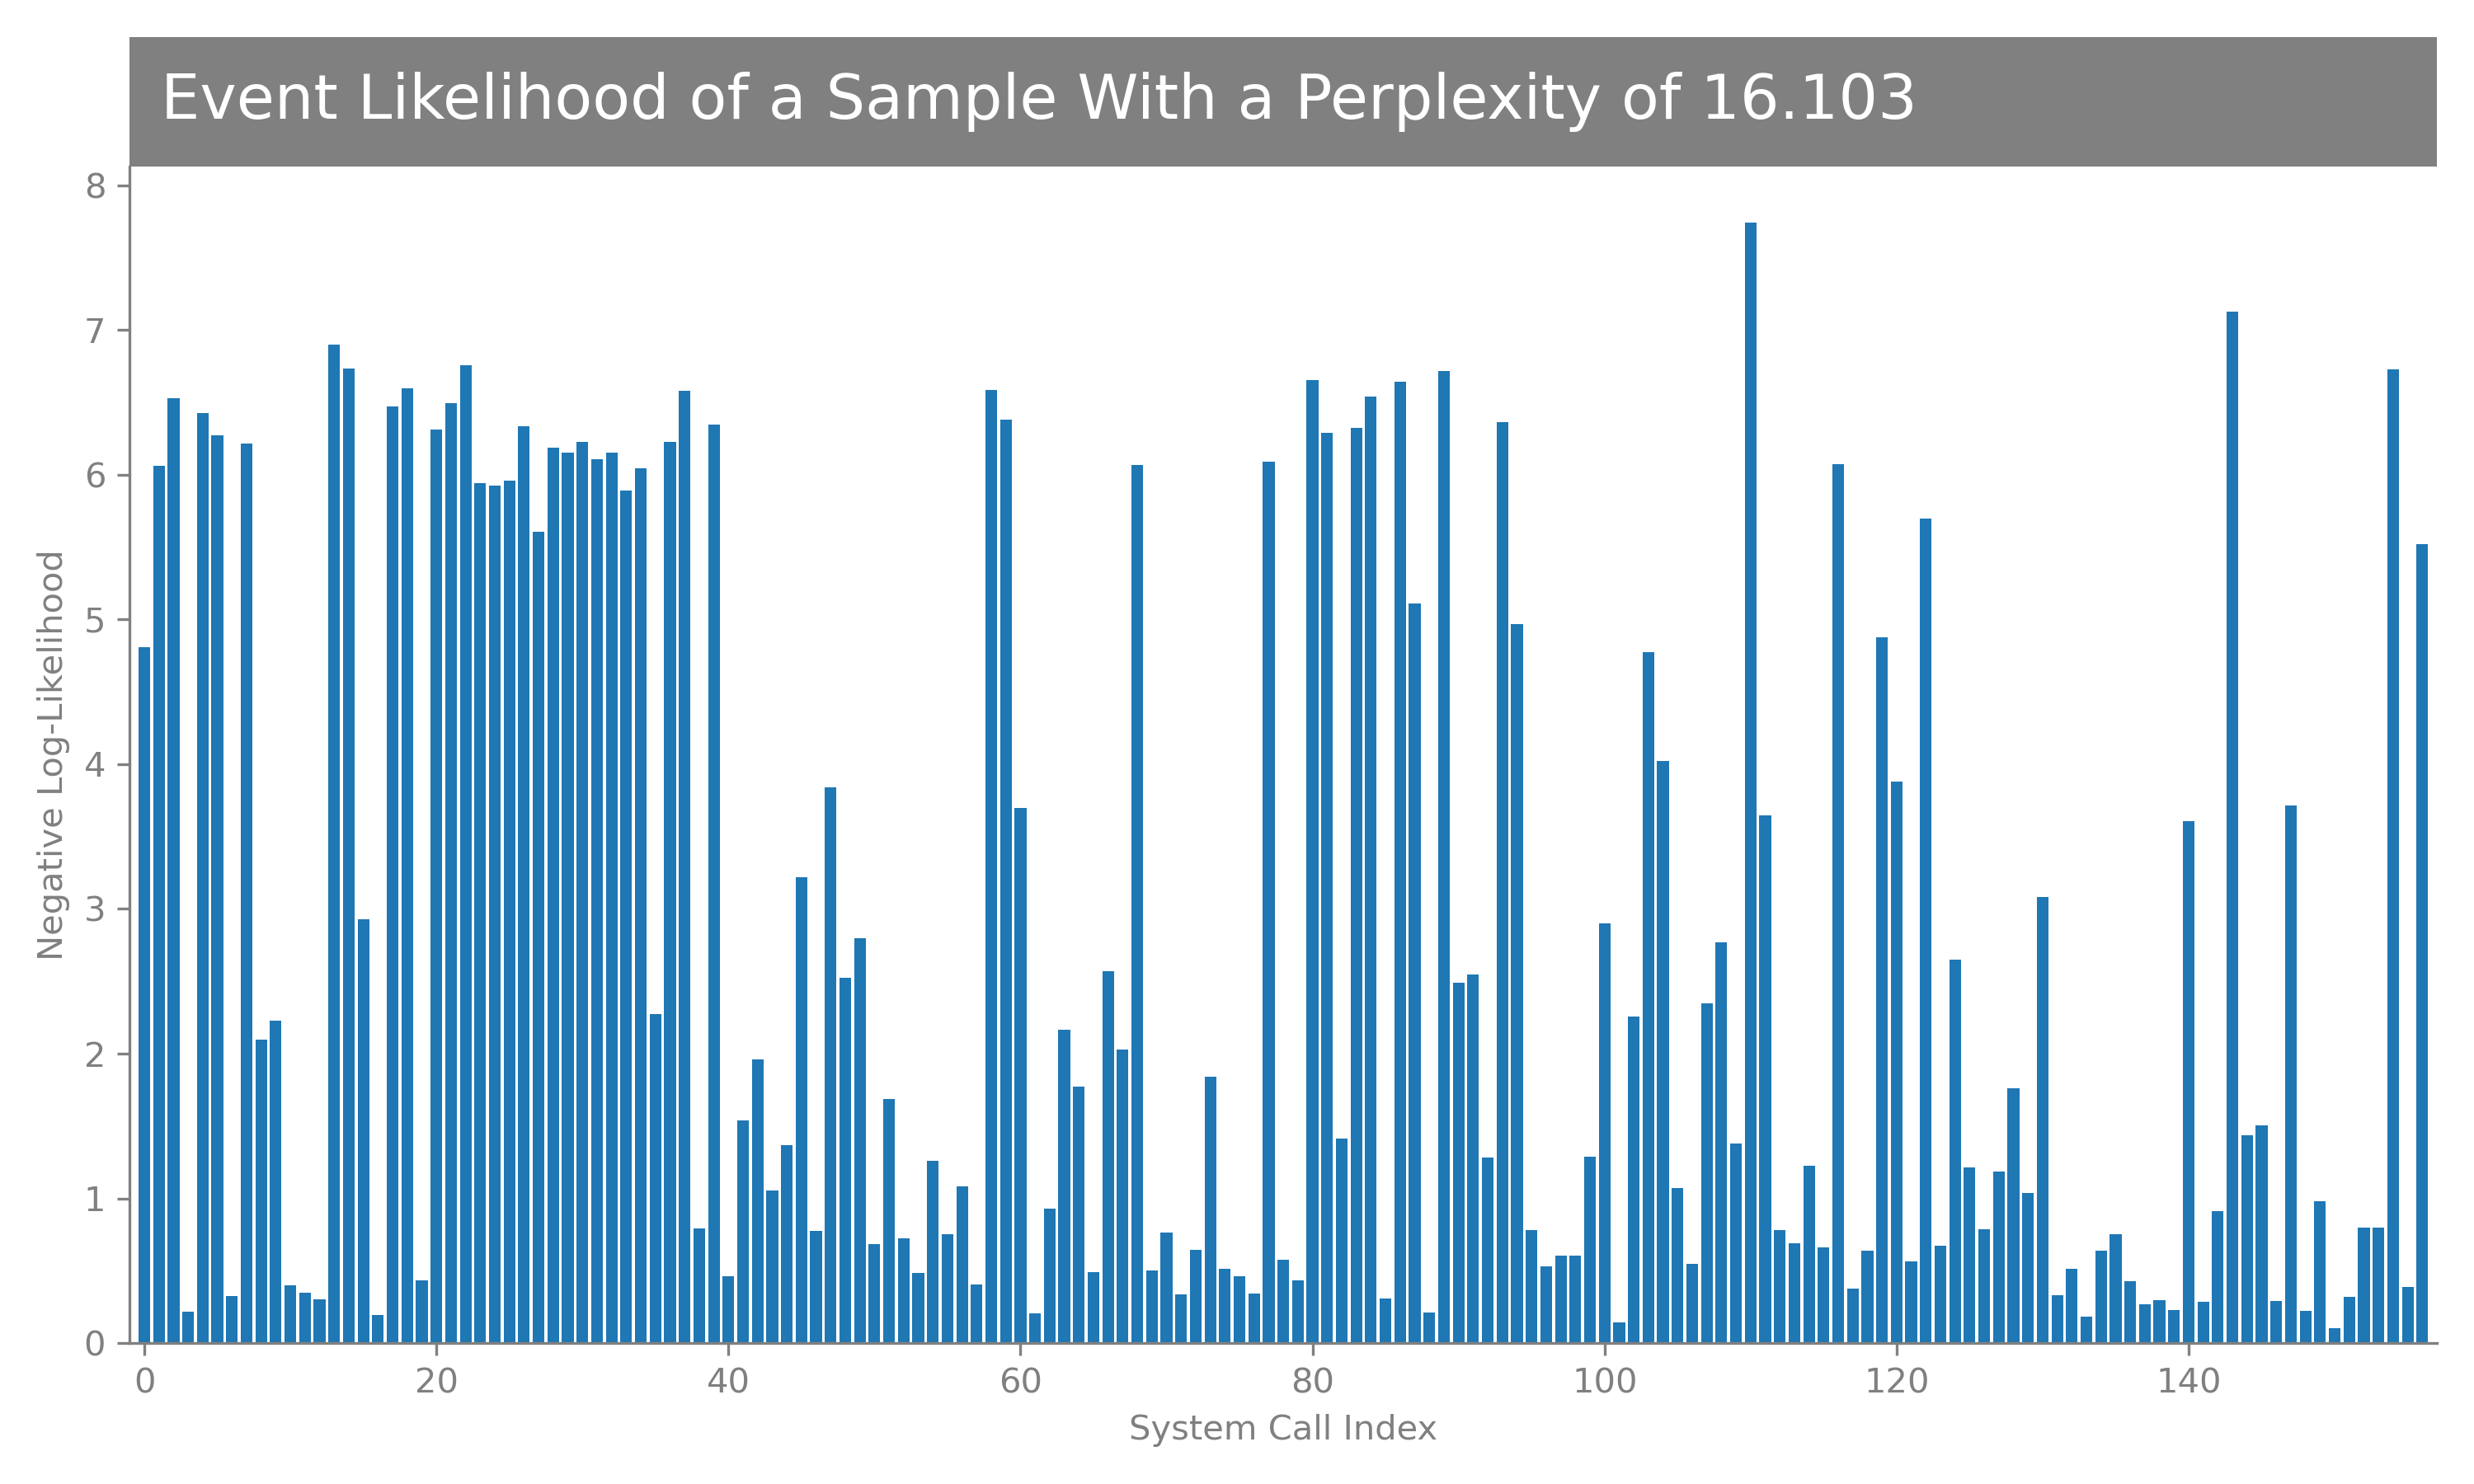 Event Likelihood of a Sample With a Perplexity of 16.103
8
7
6
5
4
3
2
1
0
Negative Log-Likelihood
0 20 40 60 80 100 120 140
System Call Index